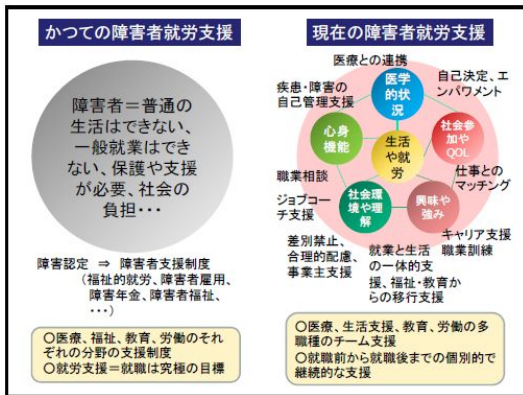 かつての障害者就労支援
障害者＝普通の
生活はできない、
一般就業はでき
ない、保護や支援
が必要、社会の
負担・・・
障害認定 ⇒ 障害者支援制度
（福祉的就労、障害者雇用、
障害年金、障害者福祉、
・・・）
〇医療、福祉、教育、労働のそれ
ぞれの分野の支援制度
〇就労支援＝就職は究極の目標
現在の障害者就労支援
医療との連携
疾患・障害の
自己管理支援
医学
的状
況
自己決定、エ
ンパワメント
心身
機能
生活
や就
労
社会参
加や
QOL
職業相談
ジョブコー
チ支援
社会環
境や理
解
興味や
強み
仕事との
マッチング
差別禁止、
合理的配慮、
事業主支援
就業と生活
の一体的支
援、福祉・教育か
らの移行支援
キャリア支援
職業訓練
〇医療、生活支援、教育、労働の多
職種のチーム支援
〇就職前から就職後までの個別的で
継続的な支援